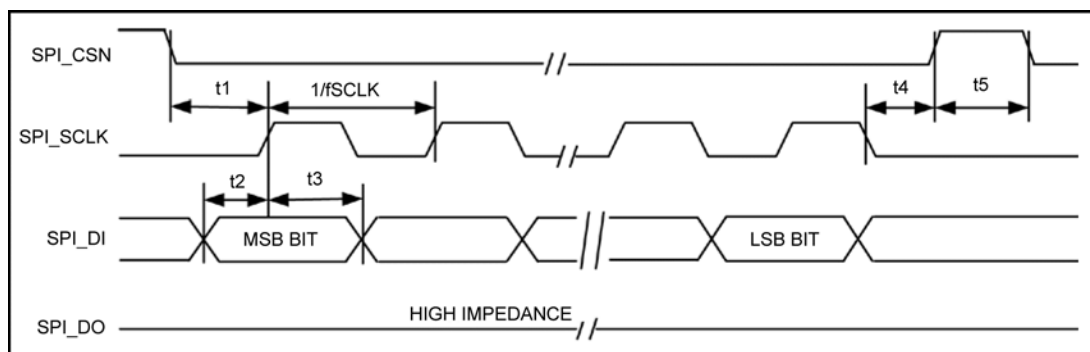 SPI_CSN
t1
1/fSCLK
t4
t5
SPI_SCLK
t2
t3
SPI_DI
MSB BIT
LSB BIT
HIGH IMPEDANCE
SPI_DO